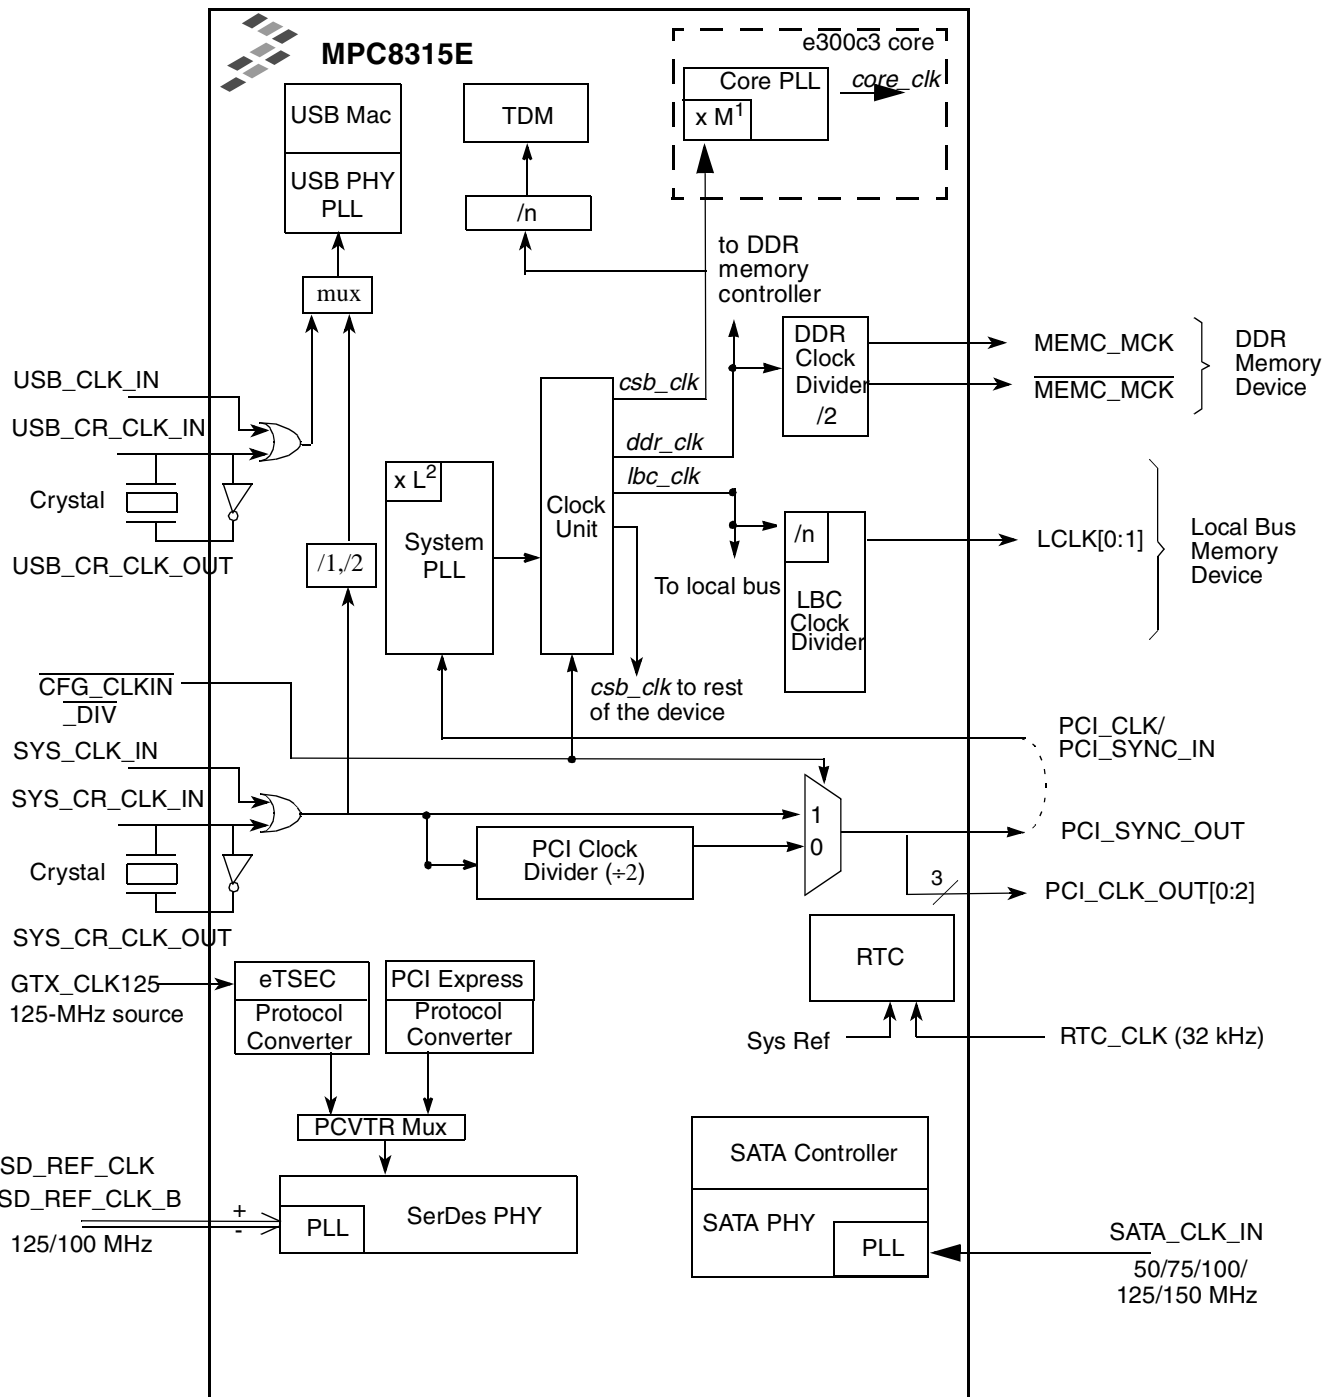 MPC8315E
e300c3 core
Core PLL
core_clk
x M1
USB Mac
USB PHY
PLL
TDM
/n
mux
to DDR
memory
controller
DDR
Clock
Divider
/2
MEMC_MCK
MEMC_MCK
DDR
Memory
Device
USB_CLK_IN
USB_CR_CLK_IN
Crystal
USB_CR_CLK_OUT
/1,/2
x L2
System
PLL
Clock
Unit
csb_clk
ddr_clk
lbc_clk
/n
LBC
Clock
Divider
To local bus
LCLK[0:1]
Local Bus
Memory
Device
csb_clk to rest
of the device
CFG_CLKIN
_DIV
SYS_CLK_IN
SYS_CR_CLK_IN
Crystal
SYS_CR_CLK_OUT
PCI Clock
Divider (÷2)
1
0
PCI_CLK/
PCI_SYNC_IN
PCI_SYNC_OUT
3
PCI_CLK_OUT[0:2]
GTX_CLK125
125-MHz source
eTSEC
Protocol
Converter
PCI Express
Protocol
Converter
RTC
Sys Ref
RTC_CLK (32 kHz)
PCVTR Mux
SD_REF_CLK
SD_REF_CLK_B
+
-
125/100 MHz
PLL
SerDes PHY
SATA Controller
SATA PHY
PLL
SATA_CLK_IN
50/75/100/
125/150 MHz